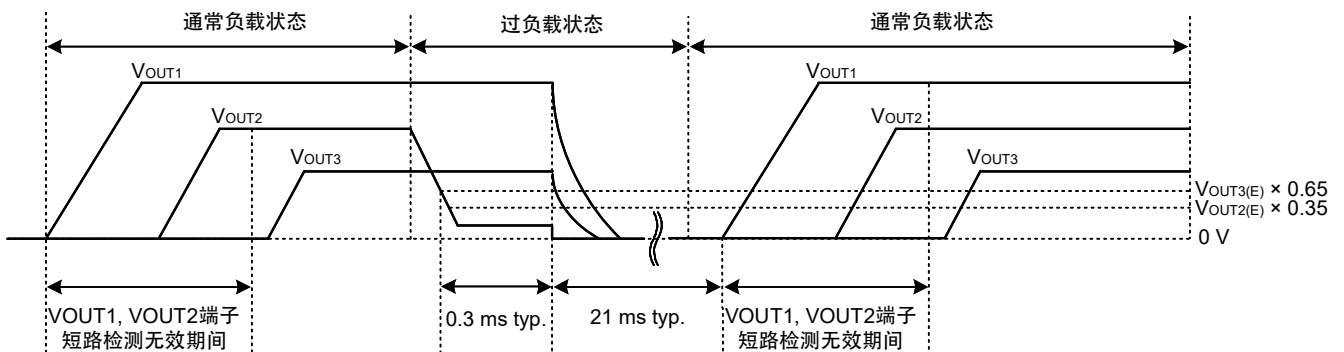 通常负载状态
过负载状态
通常负载状态
VOUT1
VOUT2
VOUT3
VOUT1
VOUT2
VOUT3
VOUT3(E) × 0.65
VOUT2(E) × 0.35
0 V
VOUT1, VOUT2端子
短路检测无效期间
0.3 ms typ.
21 ms typ.
VOUT1, VOUT2端子
短路检测无效期间